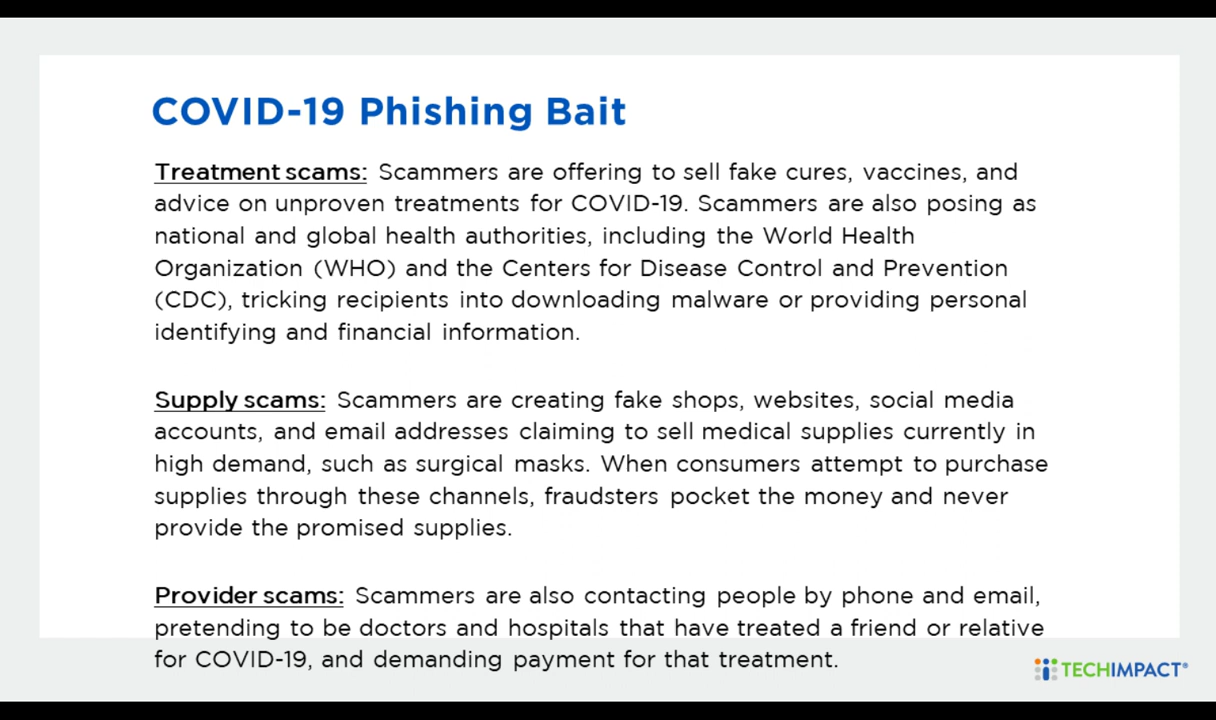 COVID-19 Phishing Bait
Treatment scams: Scammers are offering to sell fake cures, vaccines, and
advice on unproven treatments for COVID-19. Scammers are also posing as
national and global health authorities, including the World Health
Organization (WHO) and the Centers for Disease Control and Prevention
(CDC), tricking recipients into downloading malware or providing personal
identifying and financial information.
Supply scams: Scammers are creating fake shops, websites, social media
accounts, and email addresses claiming to sell medical supplies currently in
high demand, such as surgical masks. When consumers attempt to purchase
supplies through these channels, fraudsters pocket the money and never
provide the promised supplies.
Provider scams: Scammers are also contacting people by phone and email,
pretending to be doctors and hospitals that have treated a friend or relative
for COVID-19, and demanding payment for that treatment.
TECHIMPACT®